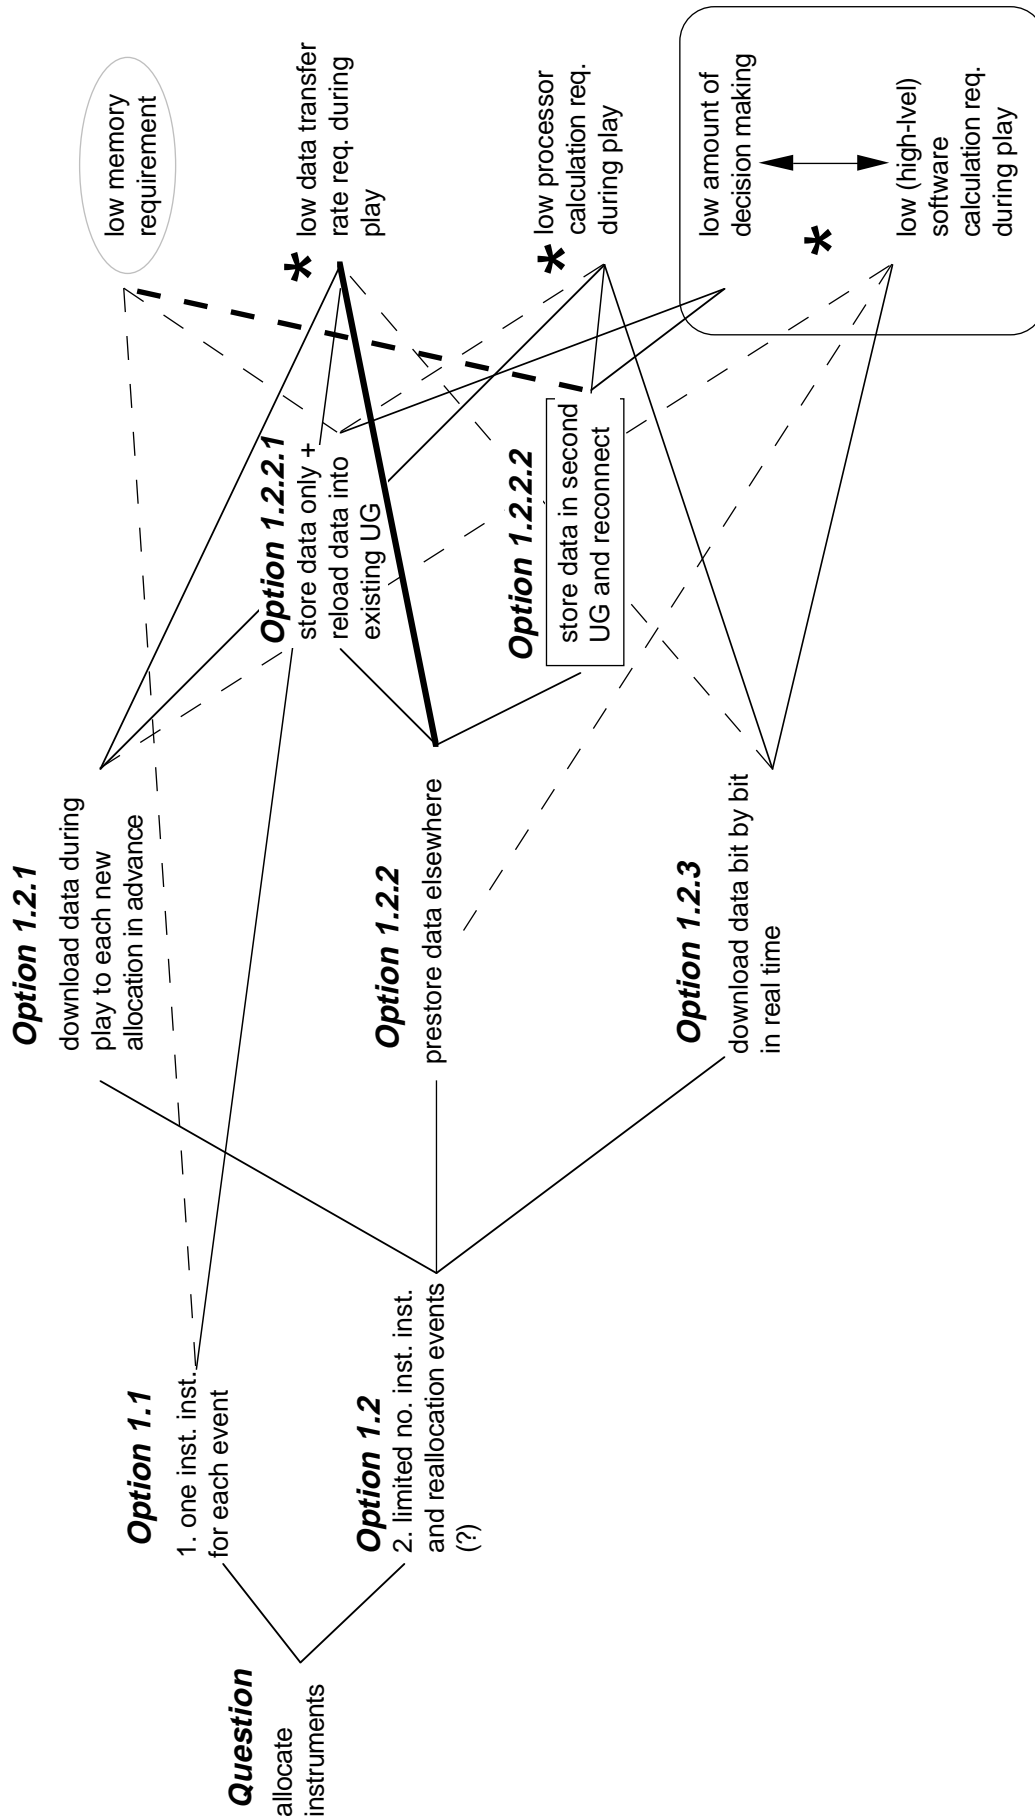 Question
allocate
instruments
Option 1.1
1. one inst. inst.
for each event
Option 1.2
2. limited no. inst. inst.
and reallocation events
(?)
Option 1.2.1
download data during
play to each new
allocation in advance
Option 1.2.2
prestore data elsewhere
Option 1.2.3
download data bit by bit
in real time
Option 1.2.2.1
store data only +
reload data into
existing UG
Option 1.2.2.2
store data in second
UG and reconnect
low memory
requirement
*
low data transfer
rate req. during
play
*
low processor
calculation req.
during play
low amount of
decision making
*
low (high-lvel)
software
calculation req.
during play